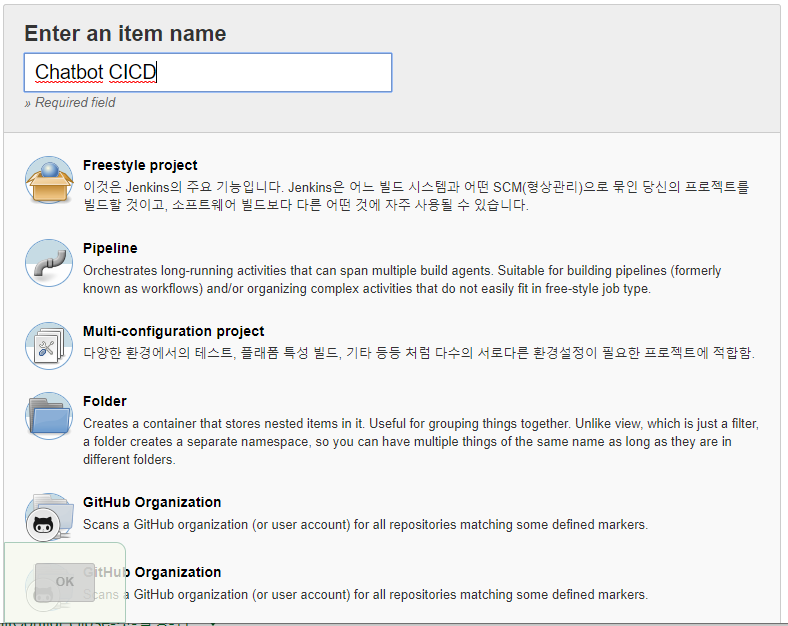 Enter an item name
Chatbot CICD
» Required field
Freestyle project
이것은 Jenkins의 주요 기능입니다. Jenkins은 어느 빌드 시스템과 어떤 SCM(형상관리)으로 묶인 당신의 프로젝트를
빌드할 것이고, 소프트웨어 빌드보다 다른 어떤 것에 자주 사용될 수 있습니다.
Pipeline
Orchestrates long-running activities that can span multiple build agents. Suitable for building pipelines (formerly
known as workflows) and/or organizing complex activities that do not easily fit in free-style job type.
Multi-configuration project
다양한 환경에서의 테스트, 플래폼 특성 빌드, 기타 등등 처럼 다수의 서로다른 환경설정이 필요한 프로젝트에 적합함.
Folder
Creates a container that stores nested items in it. Useful for grouping things together. Unlike view, which is just a filter,
a folder creates a separate namespace, so you can have multiple things of the same name as long as they are in
different folders.
GitHub Organization
Scans a GitHub organization (or user account) for all repositories matching some defined markers.
GitHub Organization
OK
Scans a GitHub organization (or user account) for all repositories matching some defined markers.